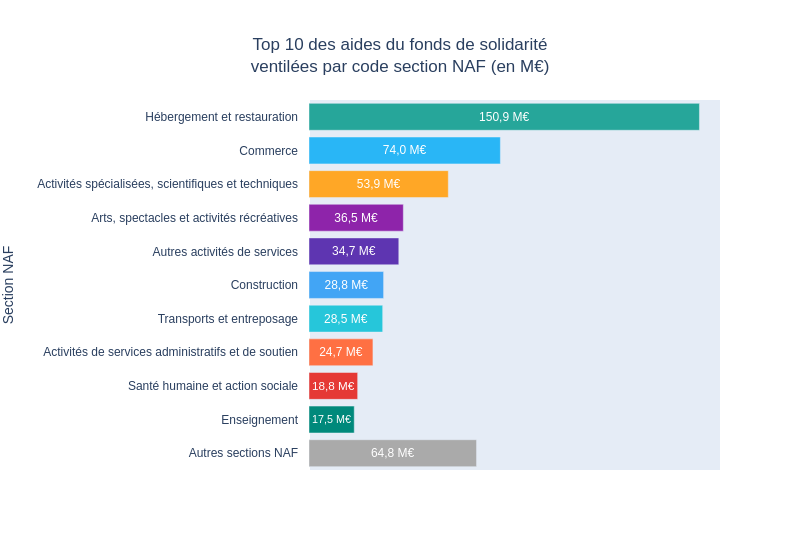 Top 10 des aides du fonds de solidarité
ventilées par code section NAF (en M€)
Section NAF
Hébergement et restauration 150,9 M€
Commerce 74,0 M€
Activités spécialisées, scientifiques et techniques 53,9 M€
Arts, spectacles et activités récréatives 36,5 M€
Autres activités de services 34,7 M€
Construction 28,8 M€
Transports et entreposage 28,5 M€
Activités de services administratifs et de soutien 24,7 M€
Santé humaine et action sociale 18,8 M€
Enseignement 17,5 M€
Autres sections NAF 64,8 M€